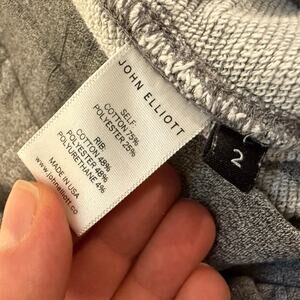 JOHN ELLIOTT
SELF:
COTTON 75%
POLYESTER 25%
RIB:
COTTON 48%
POLYESTER 48%
POLYURETHANE 4%
MADE IN USA
www.johnelliott.co
2